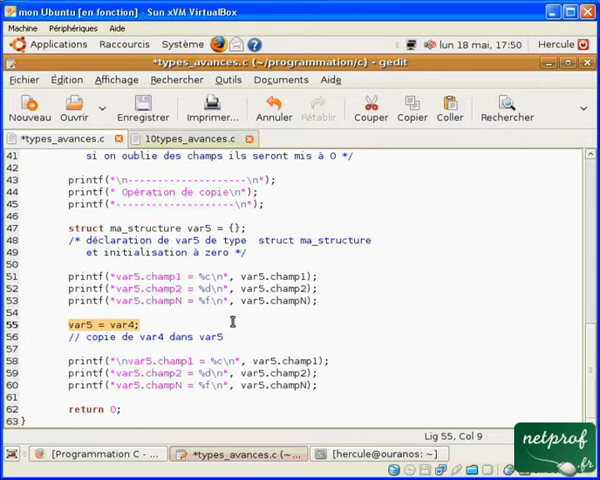 mon Ubuntu [en fonction] - Sun xVM VirtualBox
Machine Périphériques ?
Applications Raccourcis Système lun 18 mai, 17:50 Hercule
*types_avances.c (~/programmation/c) - gedit
Fichier Édition Affichage Rechercher Outils Documents Aide
Nouveau Ouvrir Enregistrer Imprimer... Annuler Rétablir Couper Copier Coller Rechercher
*types_avances.c 10types_avances.c
41 si on oublie des champs ils seront mis à 0 */
42
43 printf("\n--------------------\n");
44 printf(" Opération de copie\n");
45 printf("--------------------\n");
46
47 struct ma_structure var5 = {};
48 /* déclaration de var5 de type struct ma_structure
49 et initialisation à zero */
50
51 printf("var5.champ1 = %c\n", var5.champ1);
52 printf("var5.champ2 = %d\n", var5.champ2);
53 printf("var5.champN = %f\n", var5.champN);
54
55 var5 = var4;
56 // copie de var4 dans var5
57
58 printf("\nvar5.champ1 = %c\n", var5.champ1);
59 printf("var5.champ2 = %d\n", var5.champ2);
60 printf("var5.champN = %f\n", var5.champN);
61
62 return 0;
63 }
Lig 55, Col 9
[Programmation C - ... *types_avances.c (~... [hercule@ouranos: ~]
netprof
.fr